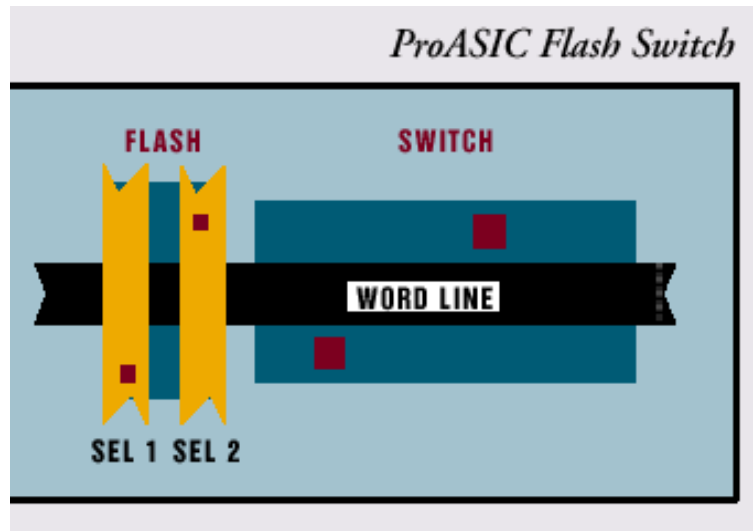 ProASIC Flash Switch
FLASH SWITCH
WORD LINE
SEL 1 SEL 2